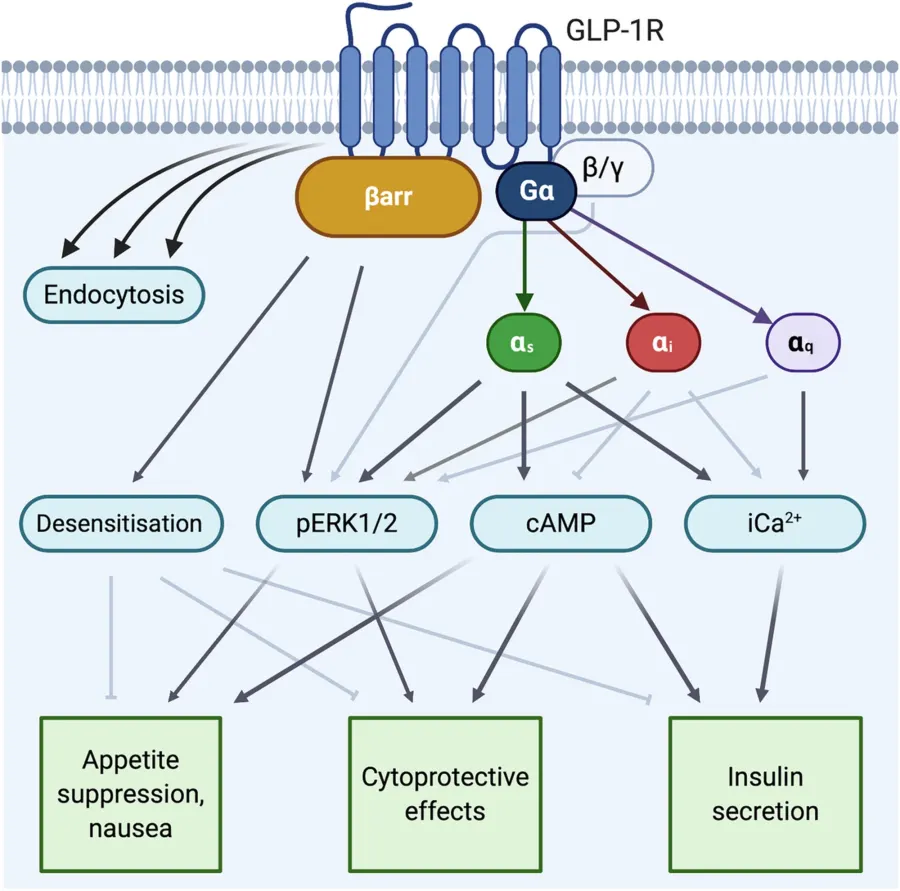 GLP-1R
βarr
Gα
β/γ
Endocytosis
αs
αi
αq
Desensitisation
pERK1/2
cAMP
iCa²⁺
Appetite
suppression,
nausea
Cytoprotective
effects
Insulin
secretion